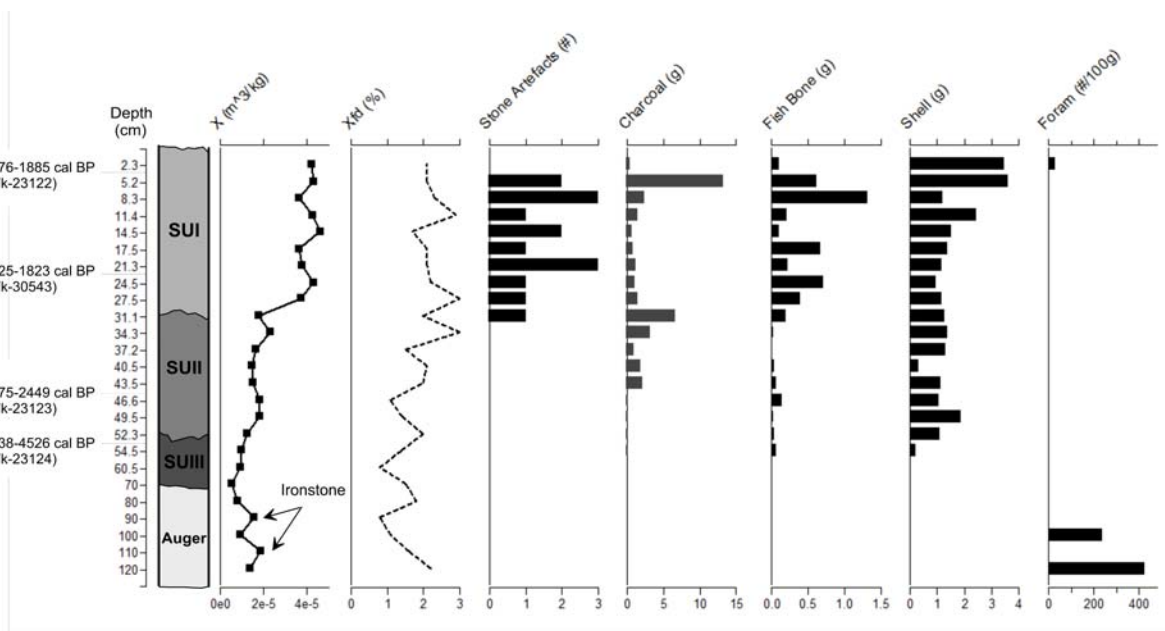 Depth
(cm)
X (m^3/kg)
Xfd (%)
Stone Artefacts (#)
Charcoal (g)
Fish Bone (g)
Shell (g)
Foram (#/100g)
76-1885 cal BP
k-23122)
25-1823 cal BP
k-30543)
75-2449 cal BP
k-23123)
38-4526 cal BP
k-23124)
2.3
5.2
8.3
11.4
14.5
17.5
21.3
24.5
27.5
31.1
34.3
37.2
40.5
43.5
46.6
49.5
52.3
54.5
60.5
70
80
90
100
110
120
SUI
SUII
SUIII
Auger
Ironstone
0e0 2e-5 4e-5
0 1 2 3
0 1 2 3
0 5 10 15
0.0 0.5 1.0 1.5
0 1 2 3 4
0 200 400